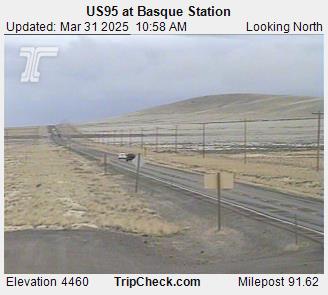 US95 at Basque Station
Updated: Mar 31 2025 10:58 AM Looking North
Elevation 4460 TripCheck.com Milepost 91.62